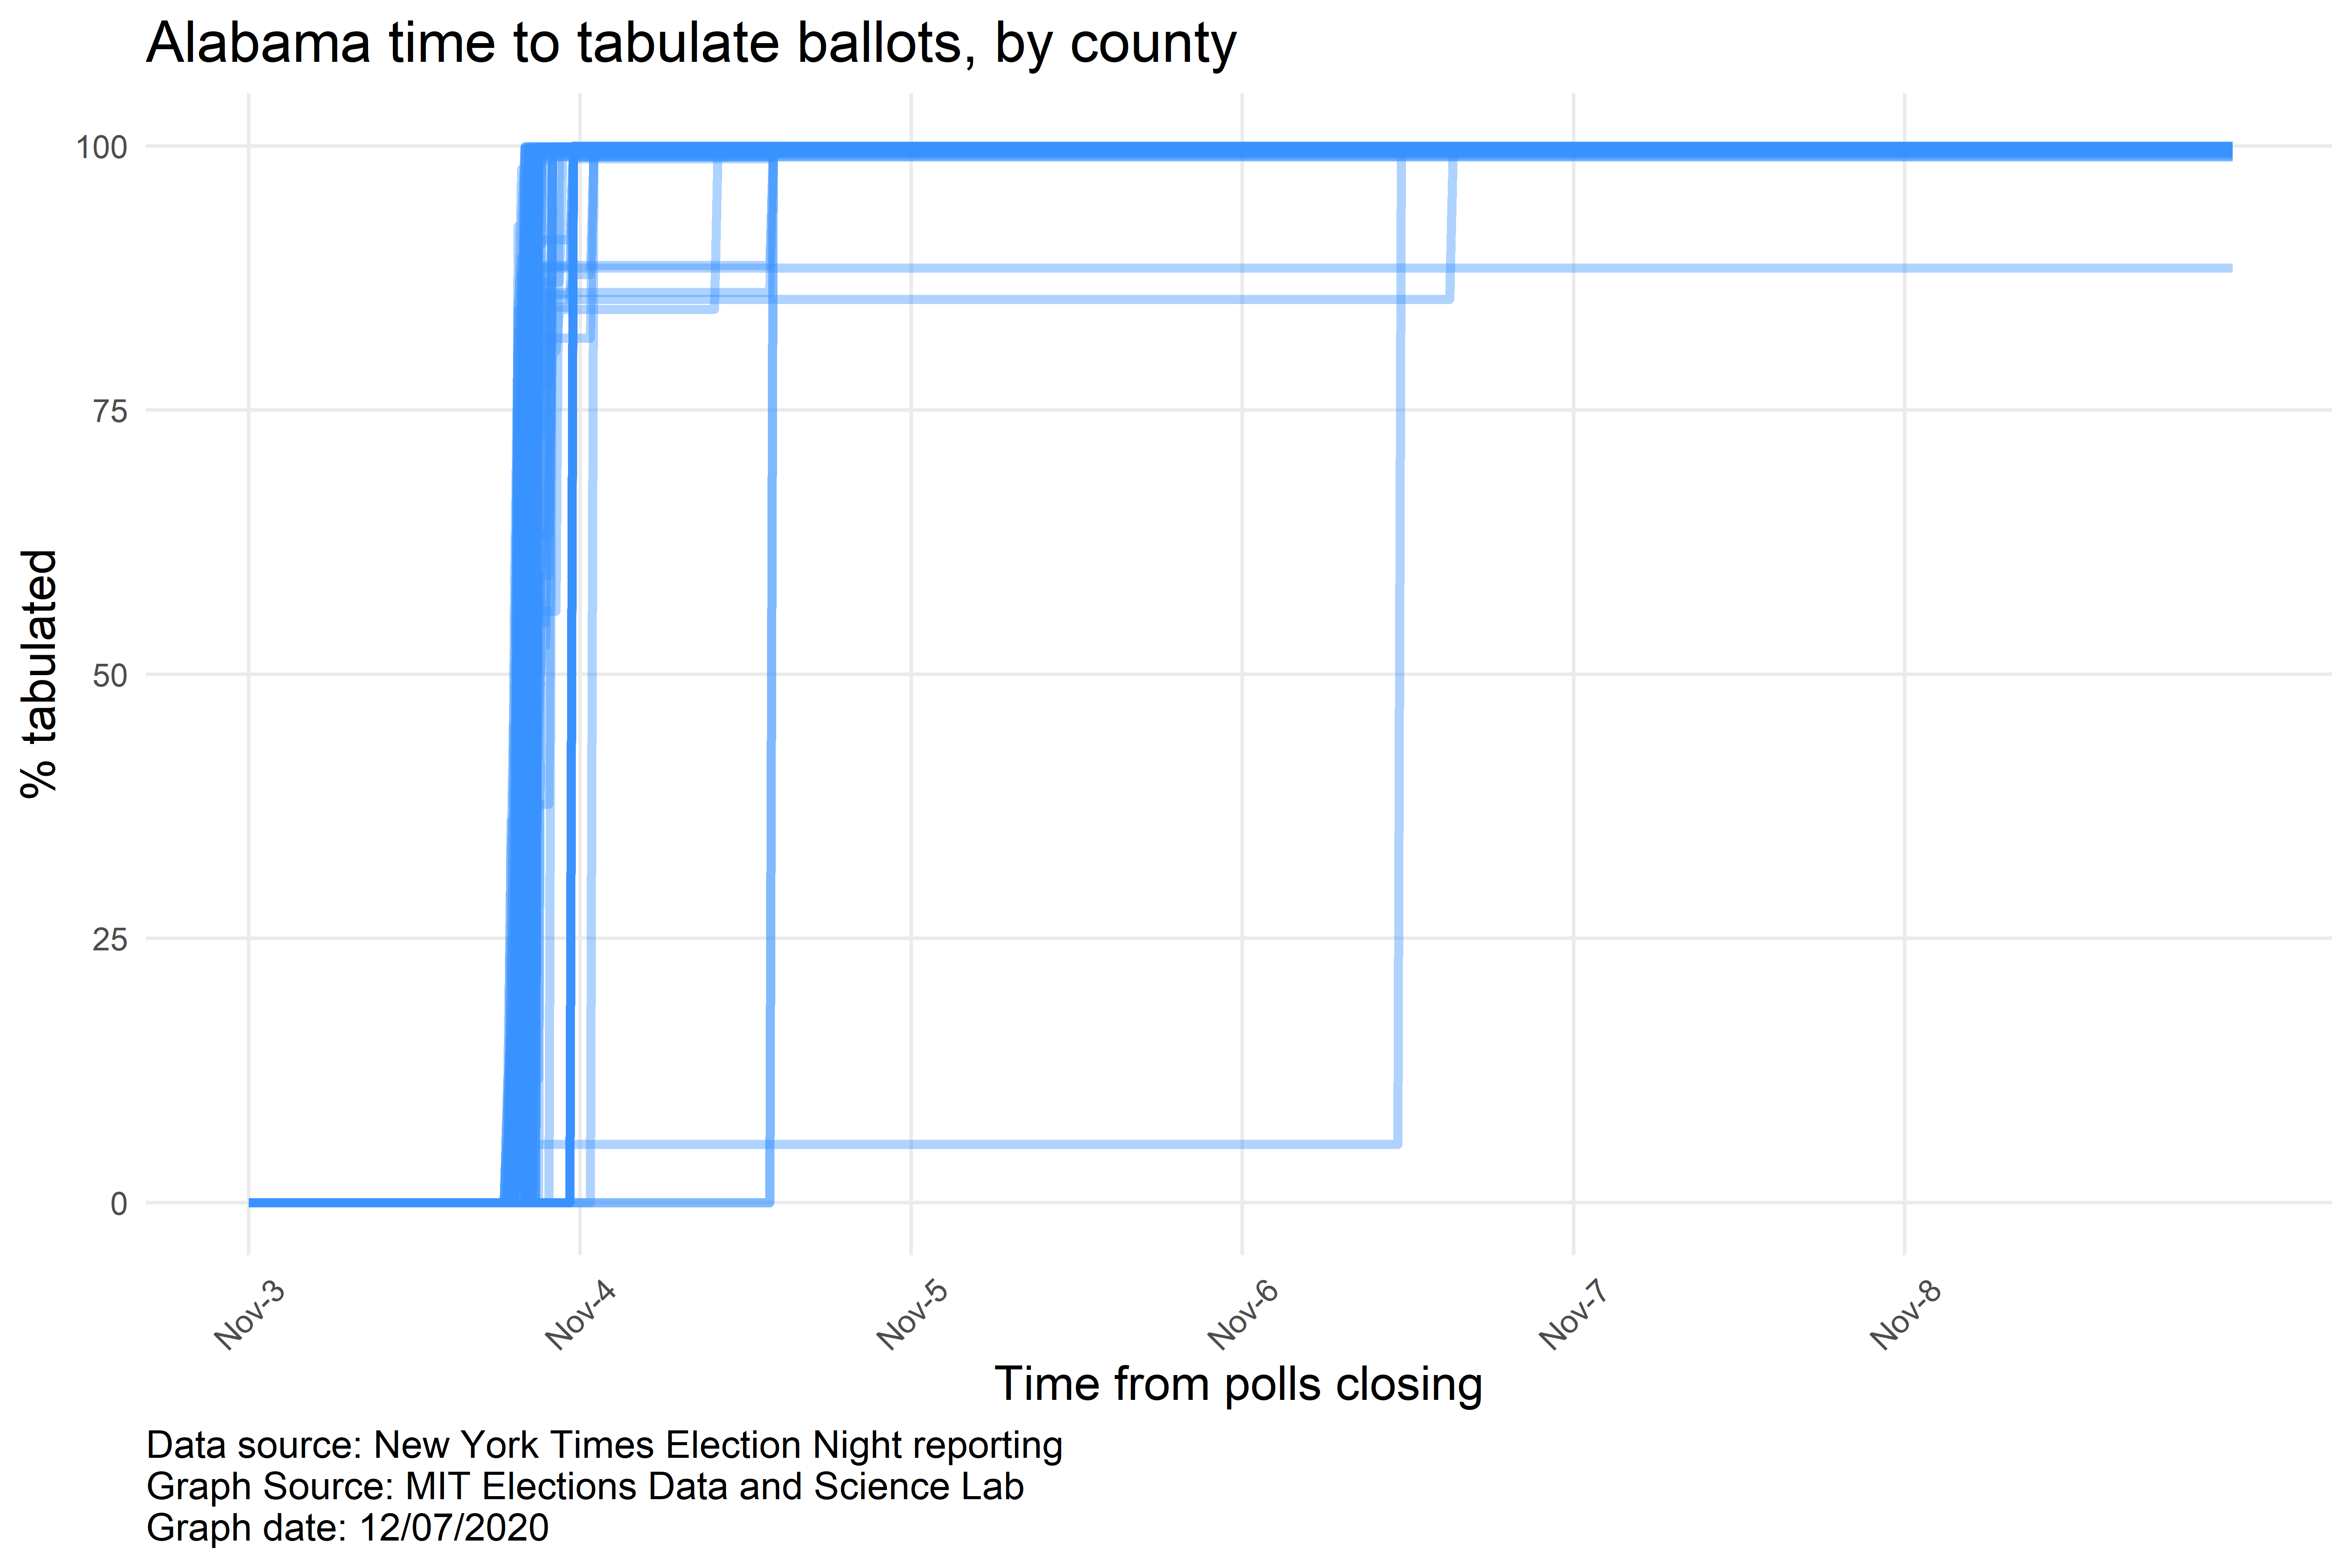 Alabama time to tabulate ballots, by county
100
75
50
25
0
% tabulated
Nov-3
Nov-4
Nov-5
Nov-6
Nov-7
Nov-8
Time from polls closing
Data source: New York Times Election Night reporting
Graph Source: MIT Elections Data and Science Lab
Graph date: 12/07/2020